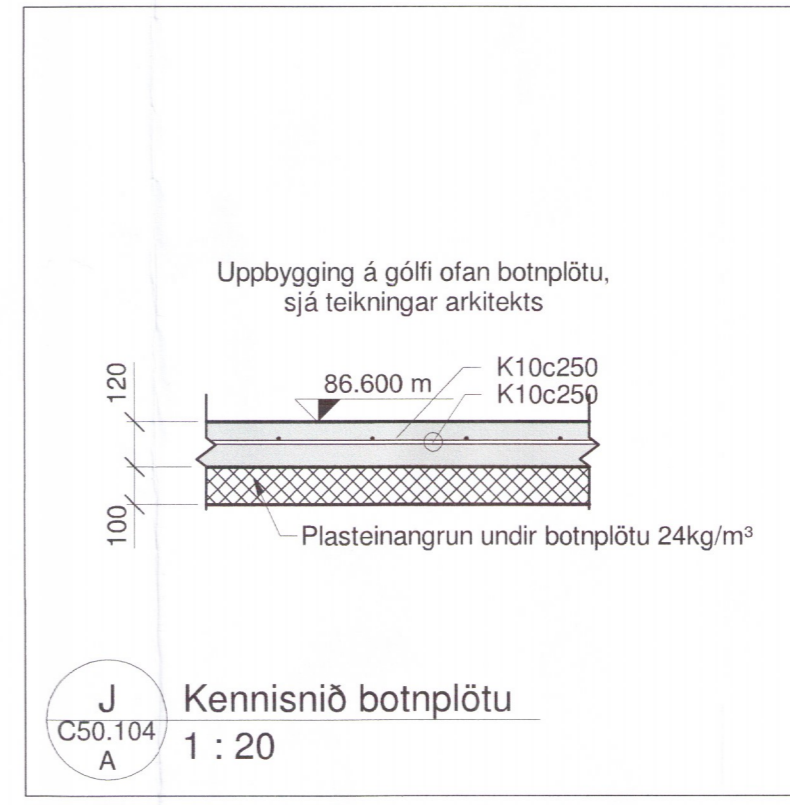 Uppbygging á gólfi ofan botnplötu,
sjá teikningar arkitekts
120
86.600 m
K10c250
K10c250
100
Plasteinangrun undir botnplötu 24kg/m³
J
C50.104
A
Kennisnið botnplötu
1 : 20